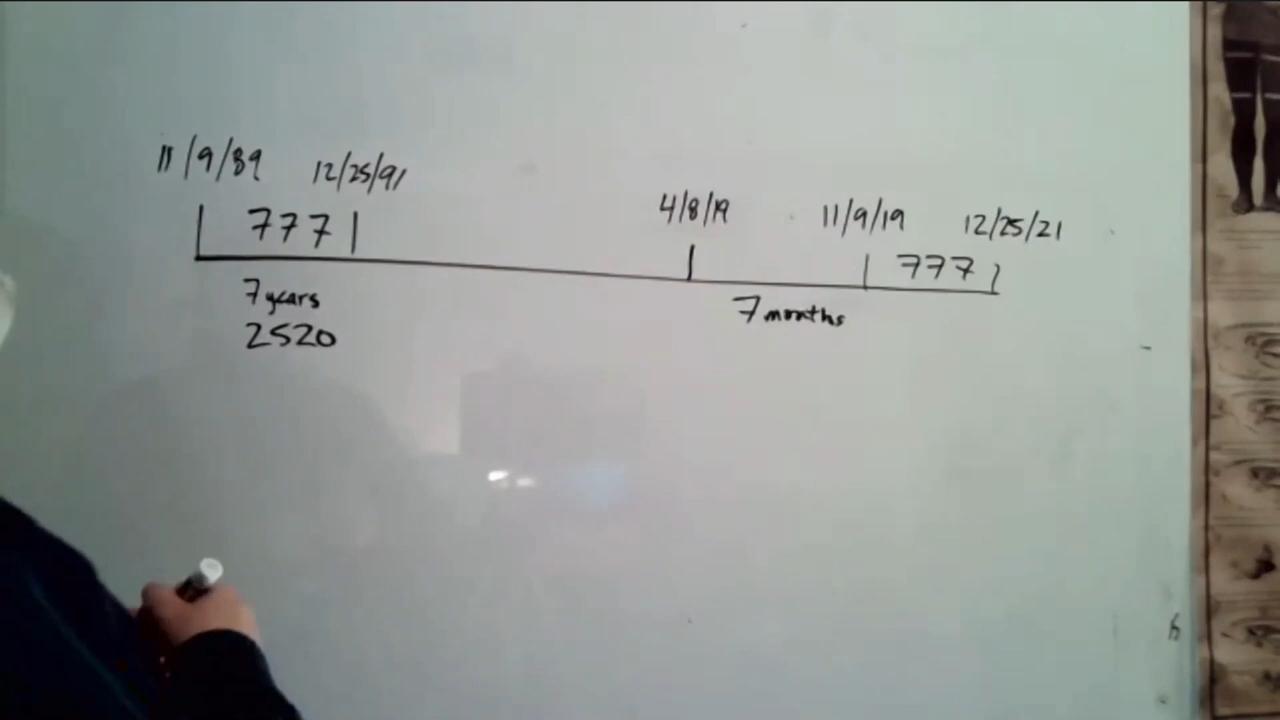 11/9/89 12/25/91
777
7 years
2520
4/8/19 11/9/19 12/25/21
777
7 months